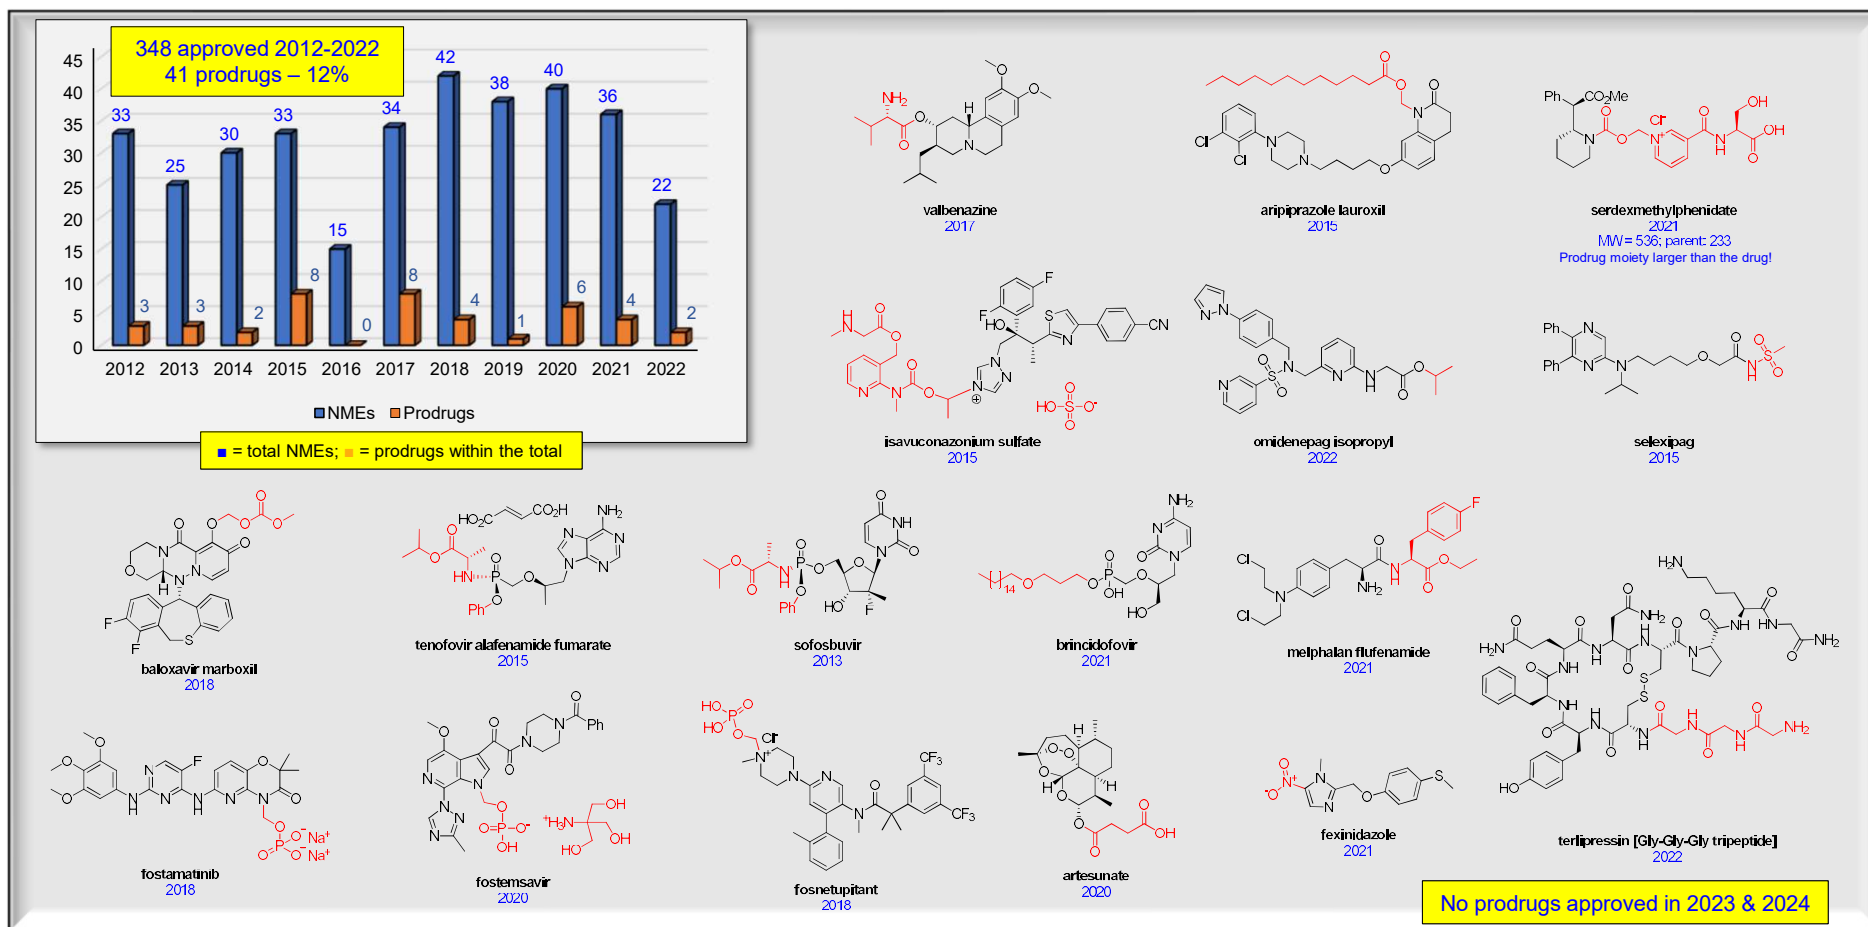 348 approved 2012-2022
41 prodrugs – 12%
45
40
35
30
25
20
15
10
5
0
33
25
30
33
15
34
42
38
40
36
22
3
3
2
8
0
8
4
1
6
4
2
2012 2013 2014 2015 2016 2017 2018 2019 2020 2021 2022
NMEs Prodrugs
■ = total NMEs; ■ = prodrugs within the total
valbenazine
2017
aripiprazole lauroxil
2015
serdexmethylphenidate
2021
MW = 536; parent: 233
Prodrug moiety larger than the drug!
isavuconazonium sulfate
2015
omidenepag isopropyl
2022
selexipag
2015
baloxavir marboxil
2018
tenofovir alafenamide fumarate
2015
sofosbuvir
2013
brincidofovir
2021
melphalan flufenamide
2021
terlipressin [Gly-Gly-Gly tripeptide]
2022
fostamatinib
2018
fostemsavir
2020
fosnetupitant
2018
artesunate
2020
fexinidazole
2021
No prodrugs approved in 2023 & 2024